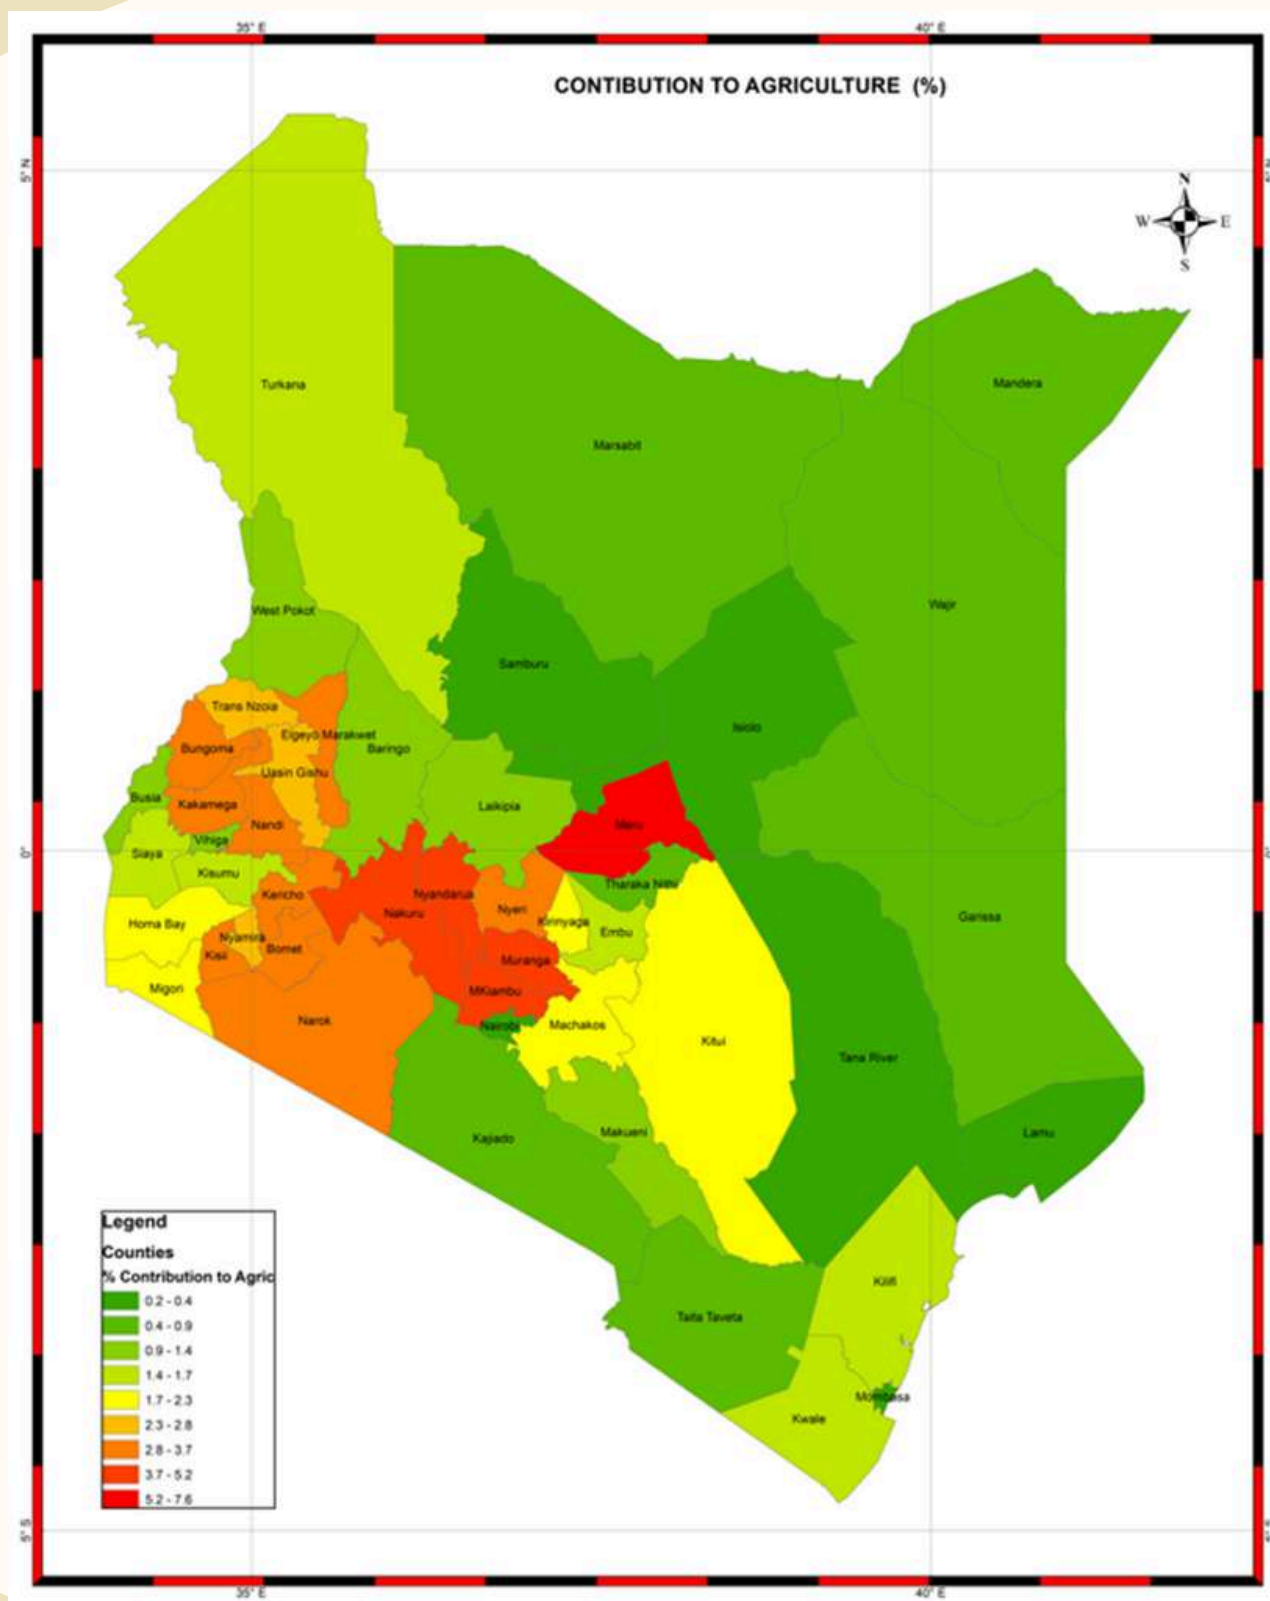 35° E
40° E
CONTIBUTION TO AGRICULTURE (%)
5° N
N
W E
S
Turkana
Mandera
Marsabit
Wajir
West Pokot
Samburu
Trans Nzoia
Isiolo
Elgeyo Marakwet
Bungoma
Baringo
Uasin Gishu
Busia
Kakamega
Laikipia
Nandi
Meru
Vihiga
0°
Siaya
Kisumu
Tharaka Nithi
Kericho
Nyandarua
Nakuru
Nyeri
Garissa
Homa Bay
Kirinyaga
Embu
Nyamira
Bomet
Kisii
Muranga
Migori
MKiambu
Narok
Nairobi
Machakos
Kitui
Tana River
Makueni
Lamu
Kajiado
Legend
Counties
% Contribution to Agric
0.2 - 0.4
0.4 - 0.9
0.9 - 1.4
1.4 - 1.7
1.7 - 2.3
2.3 - 2.8
2.8 - 3.7
3.7 - 5.2
5.2 - 7.6
Kilifi
Taita Taveta
Mombasa
Kwale
5° S
35° E
40° E